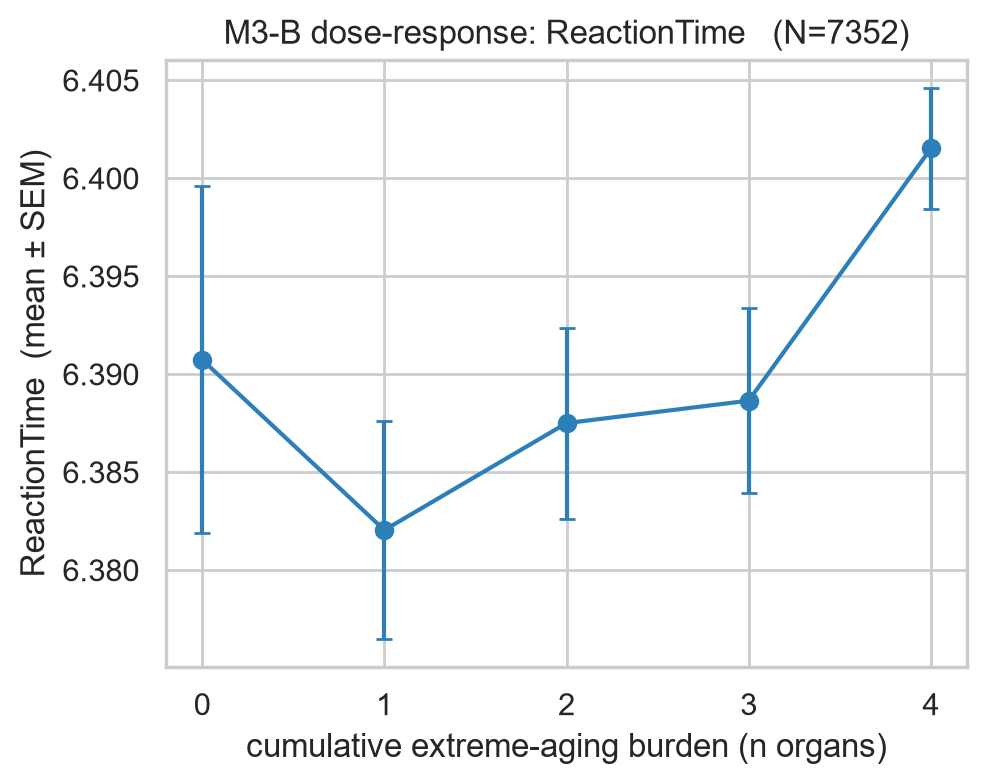 M3-B dose-response: ReactionTime (N=7352)
ReactionTime (mean ± SEM)
6.405
6.400
6.395
6.390
6.385
6.380
0 1 2 3 4
cumulative extreme-aging burden (n organs)